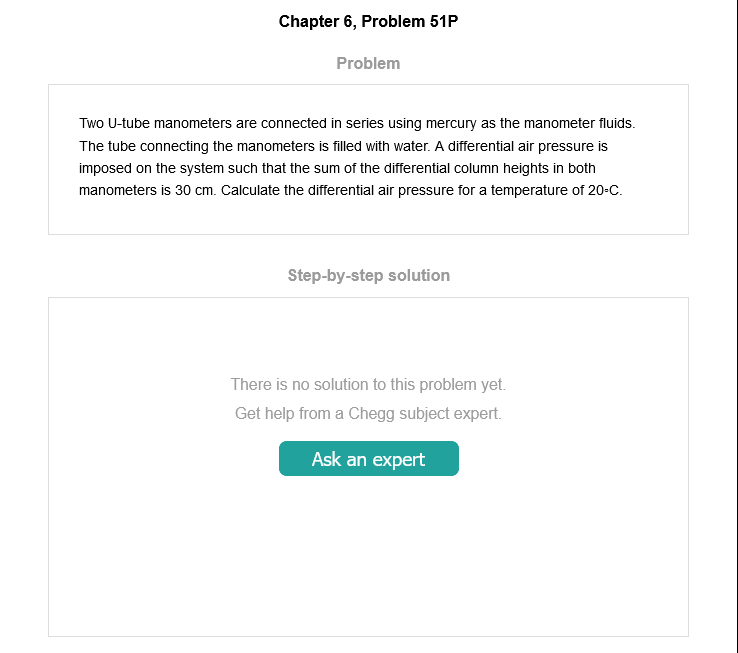 Chapter 6, Problem 51P
Problem
Two U-tube manometers are connected in series using mercury as the manometer fluids.
The tube connecting the manometers is filled with water. A differential air pressure is
imposed on the system such that the sum of the differential column heights in both
manometers is 30 cm. Calculate the differential air pressure for a temperature of 20◦C.
Step-by-step solution
There is no solution to this problem yet.
Get help from a Chegg subject expert.
Ask an expert